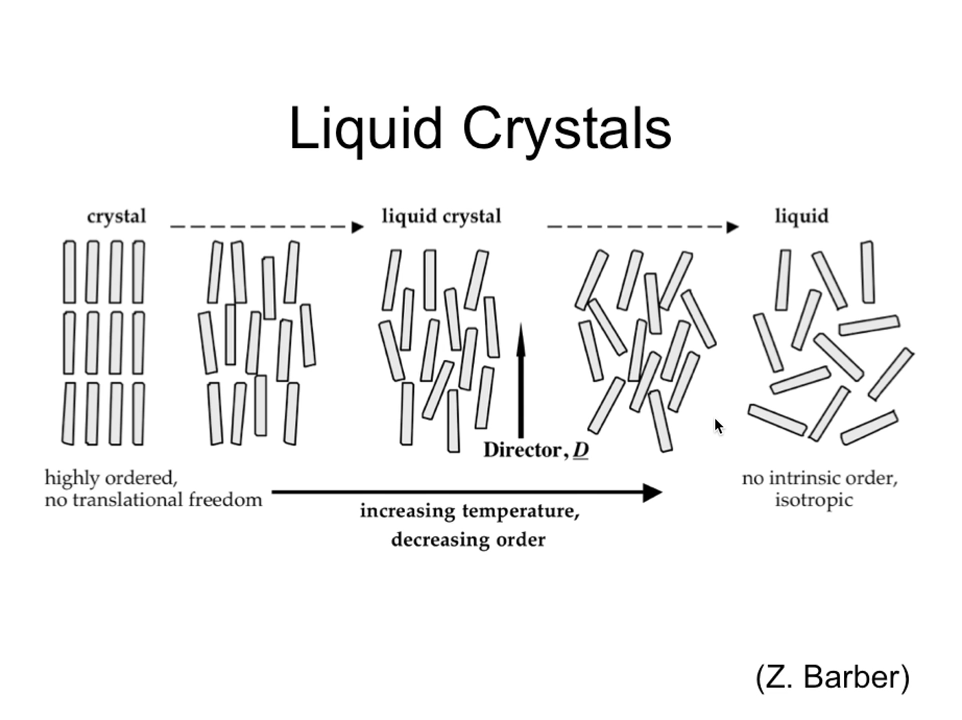 Liquid Crystals
crystal
liquid crystal
liquid
Director, D
highly ordered,
no translational freedom
increasing temperature,
decreasing order
no intrinsic order,
isotropic
(Z. Barber)